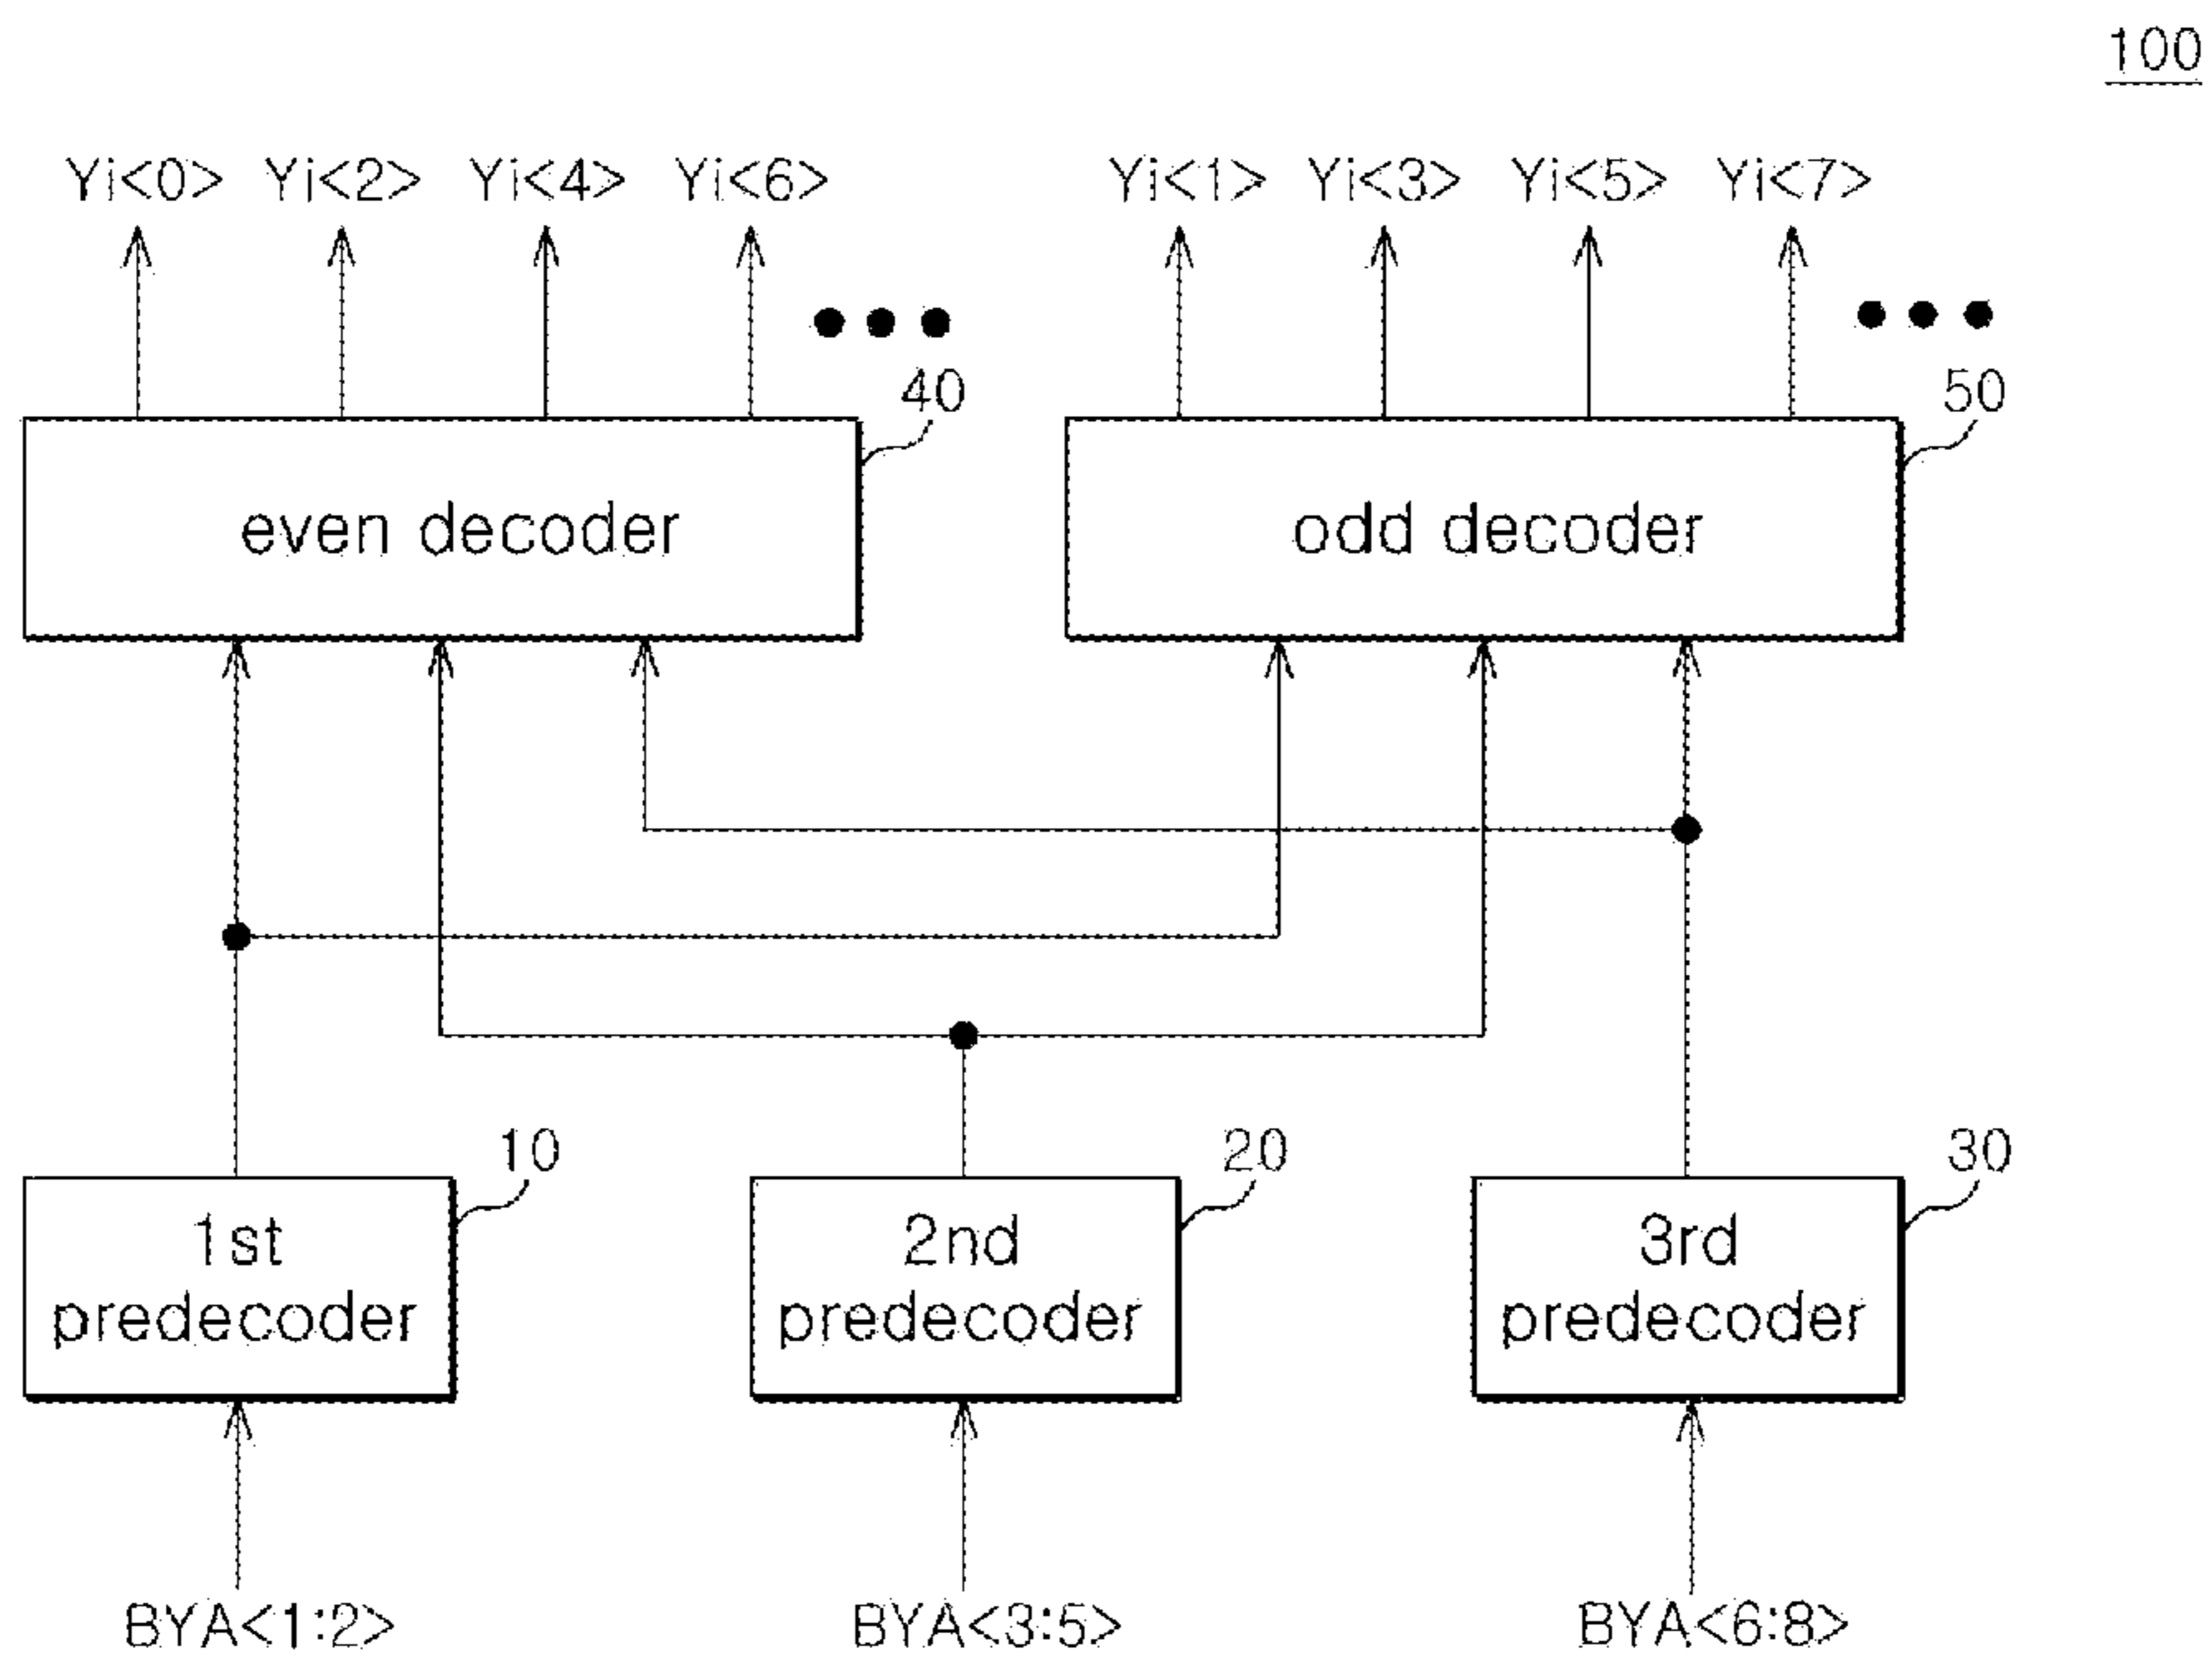 100
Yi<0> Yi<2> Yi<4> Yi<6> Yi<1> Yi<3> Yi<5> Yi<7>
40 50
even decoder odd decoder
10 20 30
1st 2nd 3rd
predecoder predecoder predecoder
BYA<1:2> BYA<3:5> BYA<6:8>